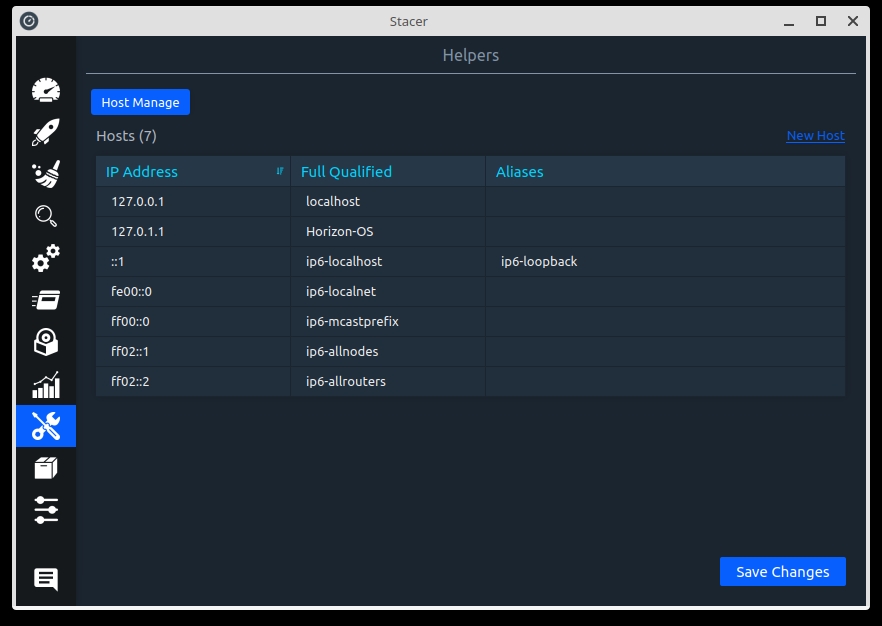 Stacer
Helpers
Host Manage
Hosts (7)
New Host
IP Address Full Qualified Aliases
127.0.0.1 localhost
127.0.1.1 Horizon-OS
::1 ip6-localhost ip6-loopback
fe00::0 ip6-localnet
ff00::0 ip6-mcastprefix
ff02::1 ip6-allnodes
ff02::2 ip6-allrouters
Save Changes